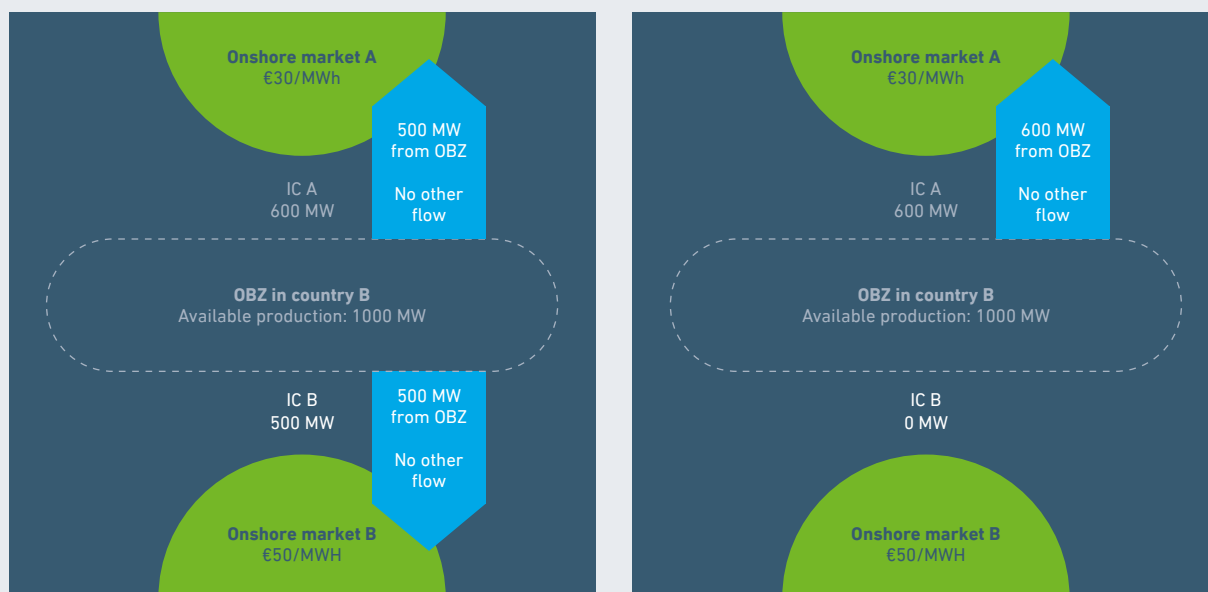 Onshore market A
€30/MWh
500 MW
from OBZ
No other
flow
IC A
600 MW
OBZ in country B
Available production: 1000 MW
IC B
500 MW
500 MW
from OBZ
No other
flow
Onshore market B
€50/MWH
Onshore market A
€30/MWh
600 MW
from OBZ
No other
flow
IC A
600 MW
OBZ in country B
Available production: 1000 MW
IC B
0 MW
Onshore market B
€50/MWH